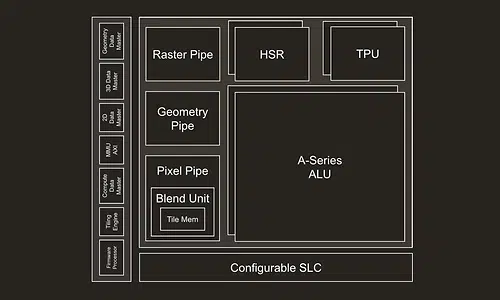 Geometry
Data
Master
3D Data
Master
2D
Data
Master
MMU
AXI
Compute
Data
Master
Tiling
Engine
Firmware
Processor
Raster Pipe
HSR
TPU
Geometry
Pipe
A-Series
ALU
Pixel Pipe
Blend Unit
Tile Mem
Configurable SLC